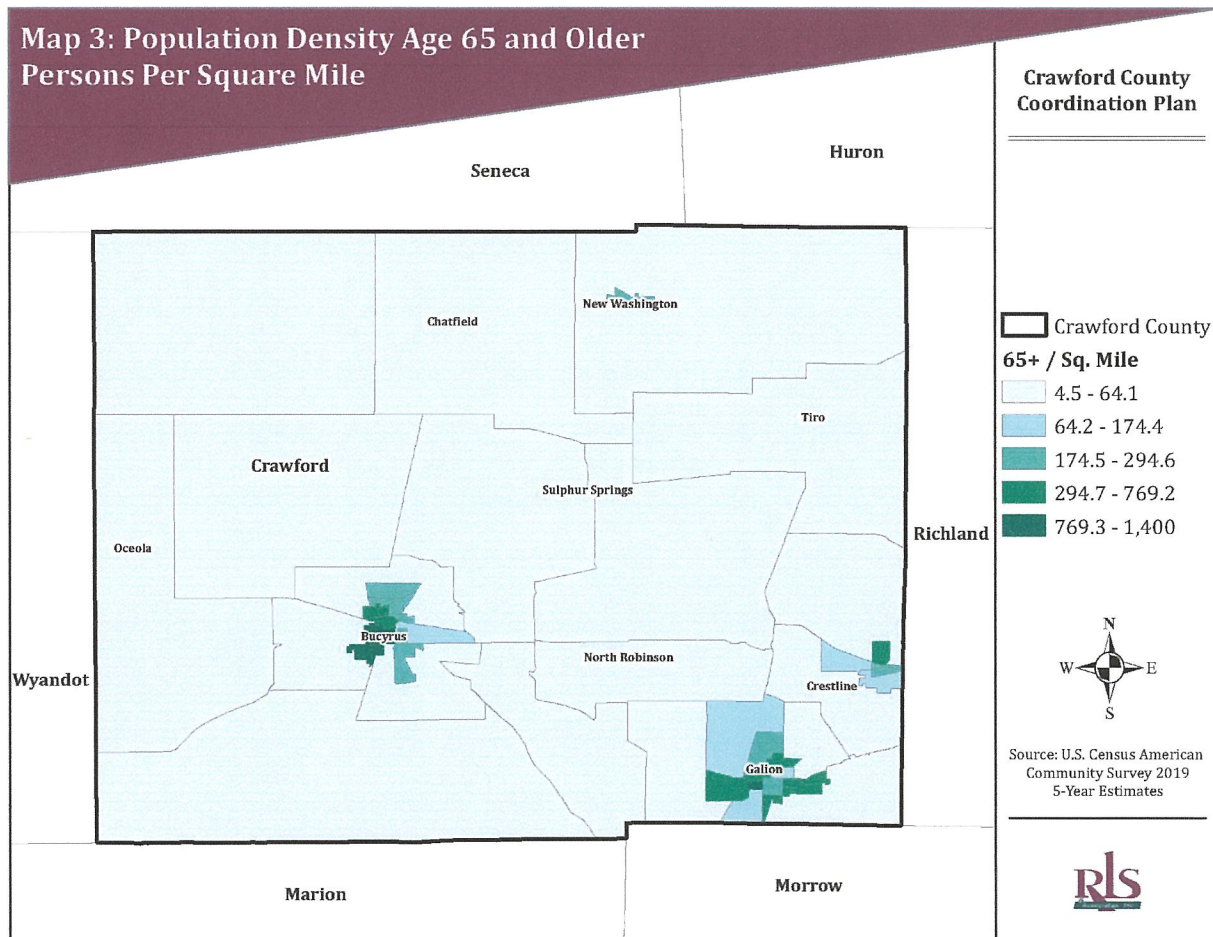 Map 3: Population Density Age 65 and Older
Persons Per Square Mile
Crawford County
Coordination Plan
Huron
Seneca
New Washington
Chatfield
Crawford County
65+ / Sq. Mile
4.5 - 64.1
64.2 - 174.4
174.5 - 294.6
294.7 - 769.2
769.3 - 1,400
Tiro
Crawford
Sulphur Springs
Oceola
Richland
Bucyrus
North Robinson
Crestline
Wyandot
N
W
E
S
Galion
Source: U.S. Census American
Community Survey 2019
5-Year Estimates
Marion
Morrow
RLS